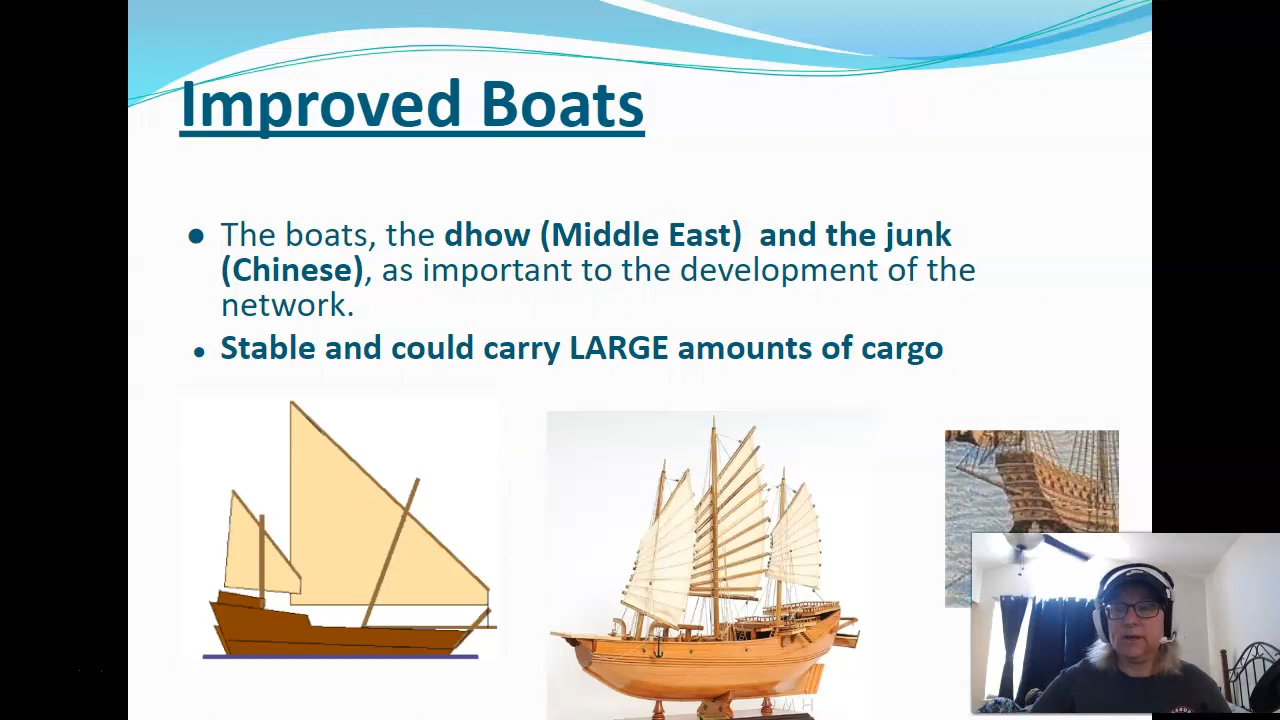 Improved Boats
● The boats, the dhow (Middle East)  and the junk
(Chinese), as important to the development of the
network.
● Stable and could carry LARGE amounts of cargo